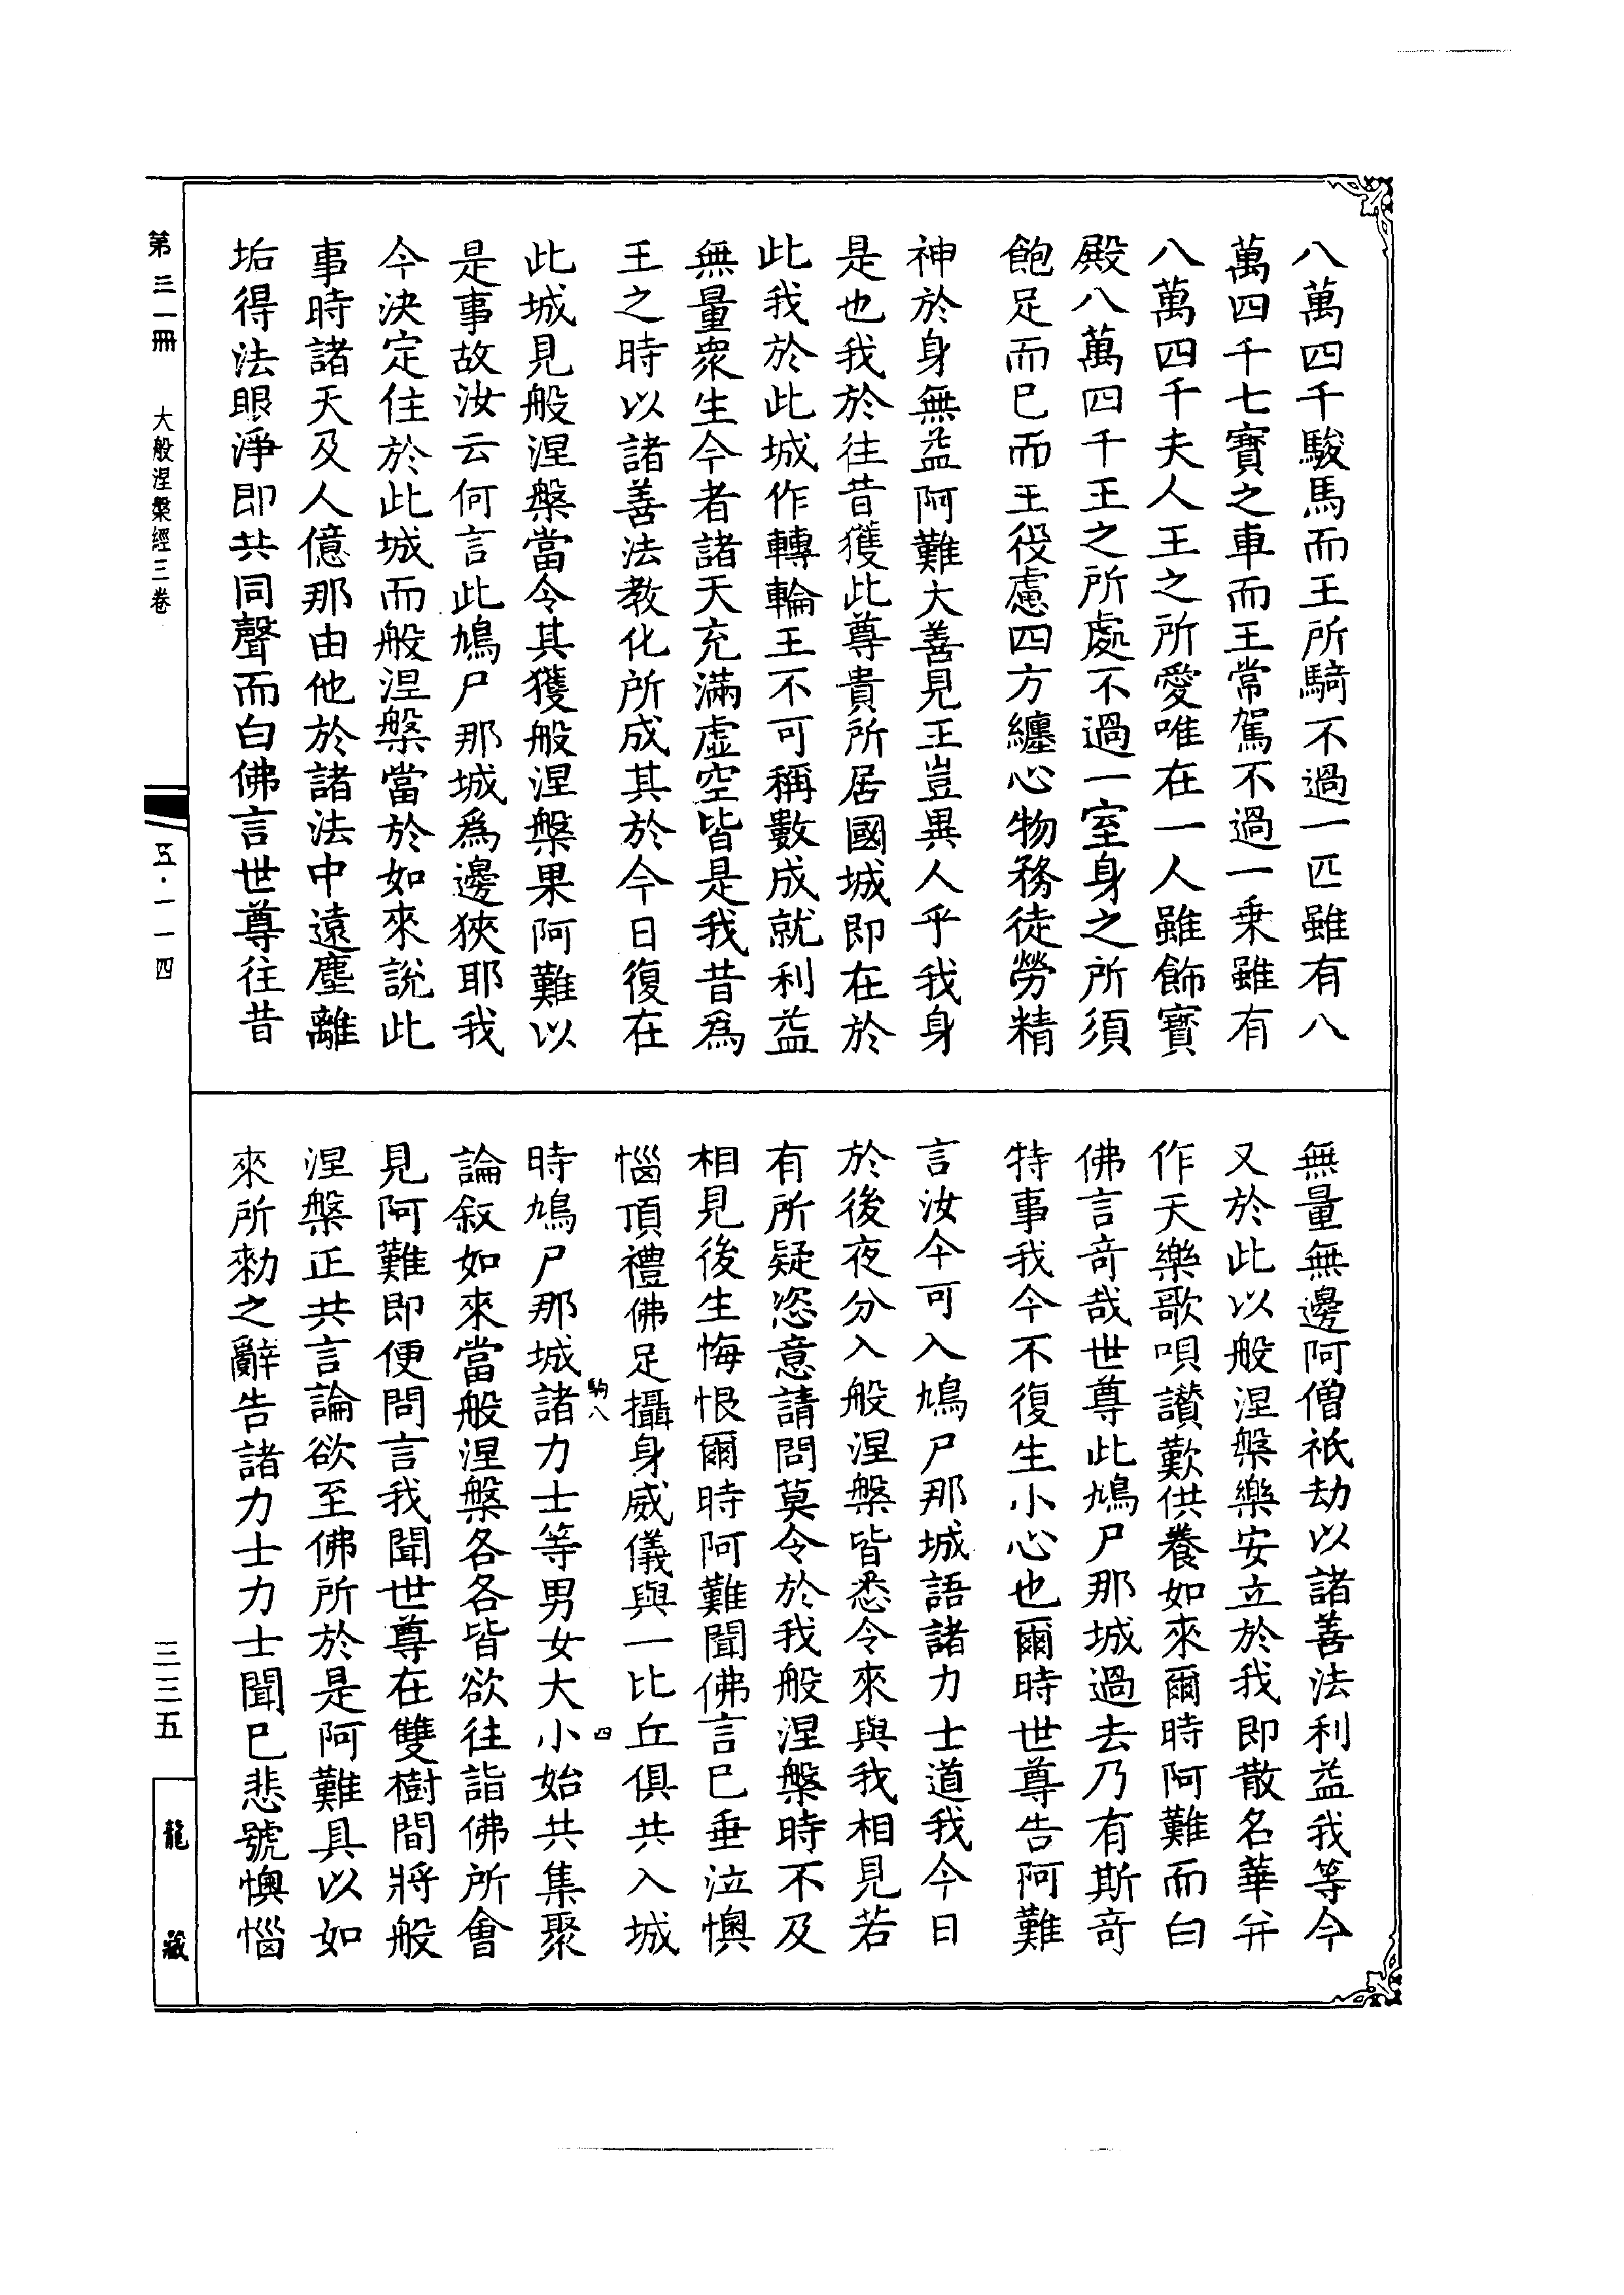 八萬四千駿馬而王所騎不過一匹雖有八
萬四千七寶之車而王常駕不過一乗雖有
八萬四千夫人王之所愛唯在一人雖飾寶
殿八萬四千王之所處不過一室身之所須
飽足而已而王役慮四方纏心物務徒勞精
神於身無益阿難大善見王豈異人乎我身
是也我於往昔獲此尊貴所居國城即在於
此我於此城作轉輪王不可稱數成就利益
無量衆生今者諸天充滿虛空皆是我昔為
王之時以諸善法教化所成其於今日復在
此城見般涅槃當令其獲般涅槃果阿難以
是事故汝云何言此鳩尸那城為邊狹耶我
今決定住於此城而般涅槃當於如來說此
事時諸天及人億那由他於諸法中遠塵離
垢得法眼淨即共同聲而白佛言世尊往昔
無量無邊阿僧祇劫以諸善法利益我等今
又於此以般涅槃樂安立於我即散名華并
作天樂歌唄讚歎供養如來爾時阿難而白
佛言奇哉世尊此鳩尸那城過去乃有斯奇
特事我今不復生小心也爾時世尊告阿難
言汝今可入鳩尸那城語諸力士道我今日
於後夜分入般涅槃皆悉令來與我相見若
有所疑恣意請問莫令於我般涅槃時不及
相見後生悔恨爾時阿難聞佛言已垂泣懊
惱頂禮佛足攝身威儀與一比丘俱共入城
駒八
四
時鳩尸那城諸力士等男女大小始共集聚
論叙如來當般涅槃各各皆欲往詣佛所會
見阿難即便問言我聞世尊在雙樹間將般
涅槃正共言論欲至佛所於是阿難具以如
來所勑之辭告諸力士力士聞已悲號懊惱
第三一冊
大般涅槃經三卷
五·一一四
三三五
龍藏